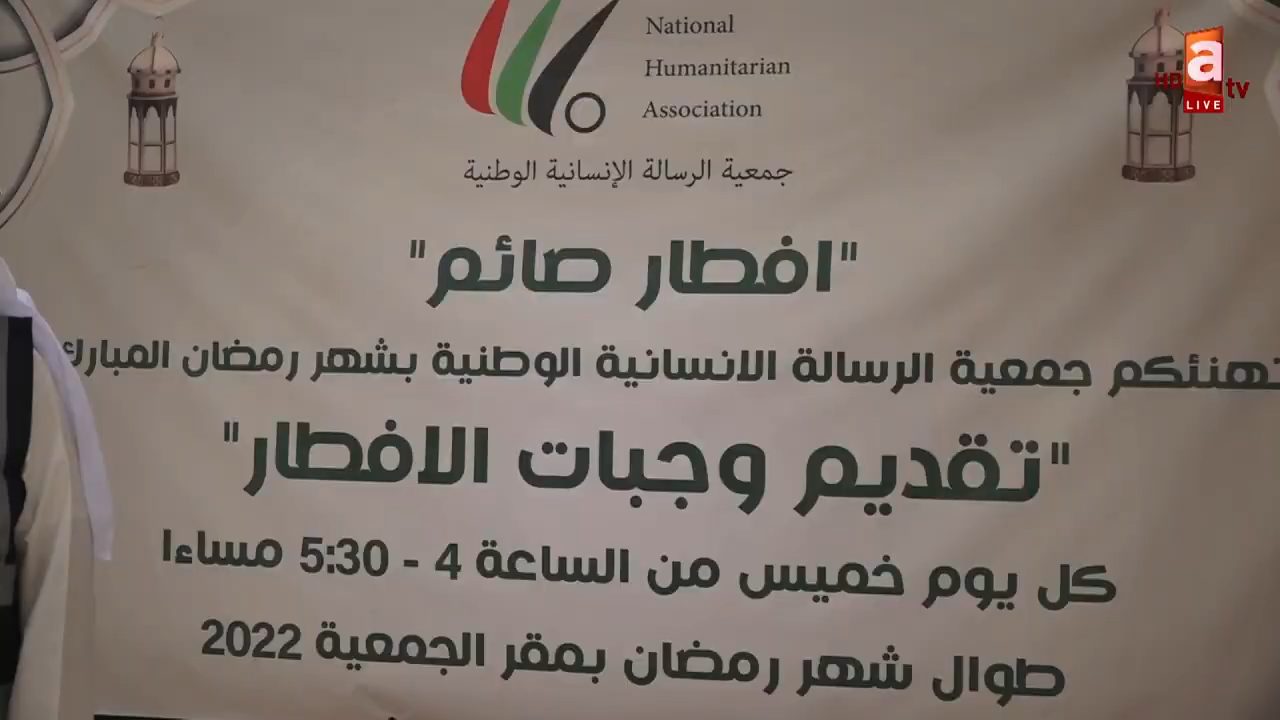 National
Humanitarian
Association
جمعية الرسالة الإنسانية الوطنية
"افطار صائم"
تهنئكم جمعية الرسالة الانسانية الوطنية بشهر رمضان المبارك
"تقديم وجبات الافطار"
كل يوم خميس من الساعة 4 - 5:30 مساءا
طوال شهر رمضان بمقر الجمعية 2022
HD a tv
LIVE